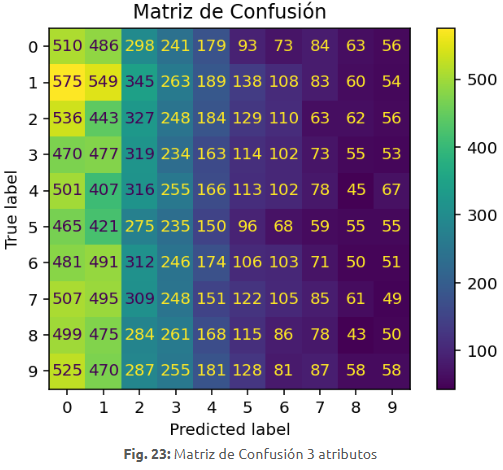 Matriz de Confusión
0 510 486 298 241 179 93 73 84 63 56
1 575 549 345 263 189 138 108 83 60 54
2 536 443 327 248 184 129 110 63 62 56
3 470 477 319 234 163 114 102 73 55 53
4 501 407 316 255 166 113 102 78 45 67
5 465 421 275 235 150 96 68 59 55 55
6 481 491 312 246 174 106 103 71 50 51
7 507 495 309 248 151 122 105 85 61 49
8 499 475 284 261 168 115 86 78 43 50
9 525 470 287 255 181 128 81 87 58 58
0 1 2 3 4 5 6 7 8 9
True label
Predicted label
500
400
300
200
100
Fig. 23: Matriz de Confusión 3 atributos